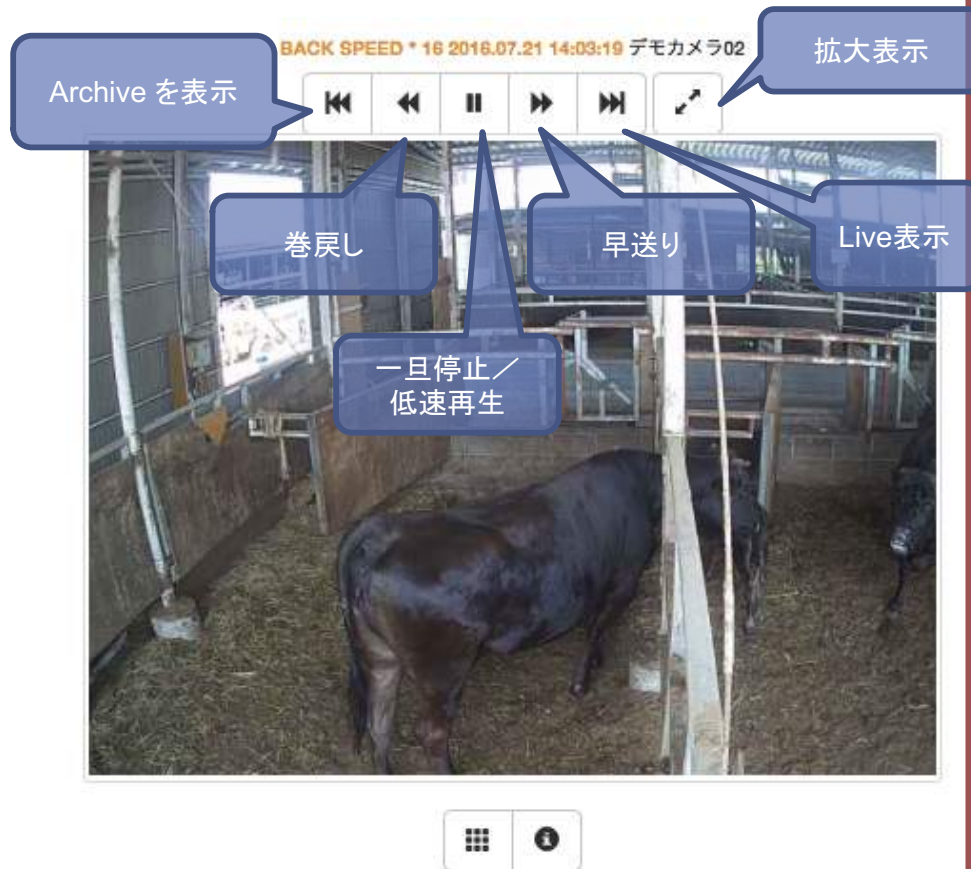 BACK SPEED * 16 2016.07.21 14:03:19 デモカメラ02
拡大表示
Archive を表示
巻戻し
早送り
Live表示
一旦停止／
低速再生